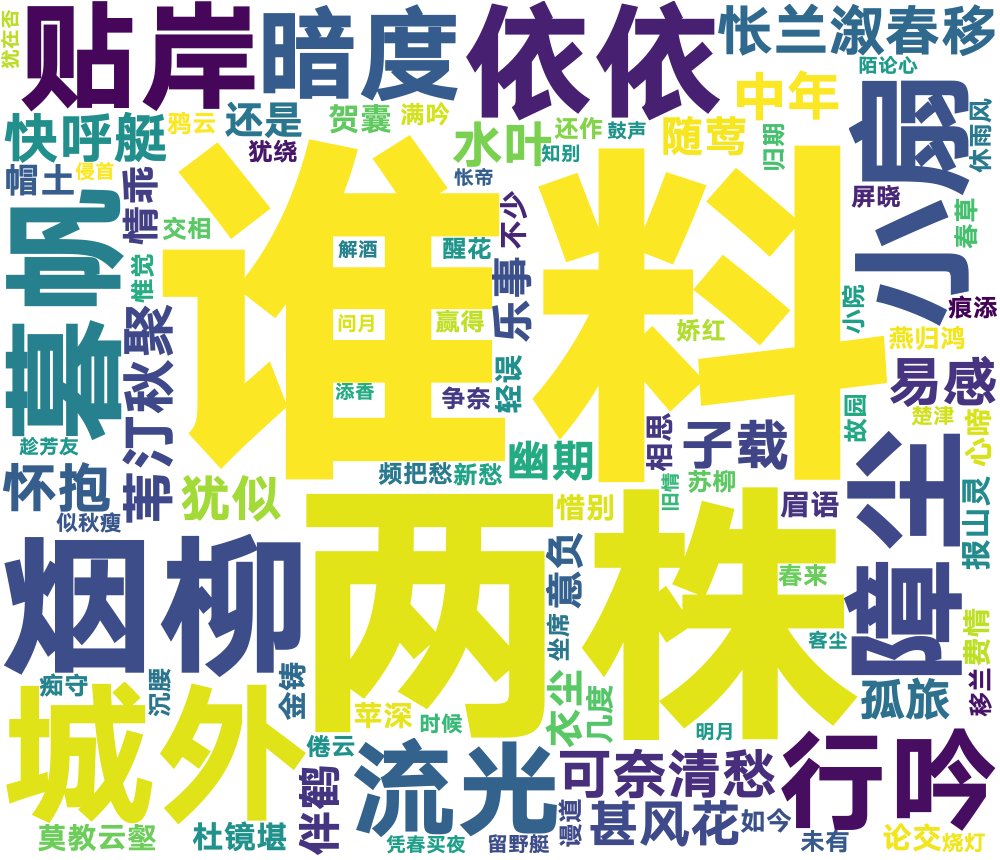 犹在否
贴岸
暗度
依依
怅兰溆春移
陌论心
中年
快呼艇
鸦云
还是
贺囊
满吟
水叶
还作
鼓声
随莺
归期
小扇
休雨风
犹绕
知别
帽土
侵首
怅帝
屏晓
情乖
交相
不少
春草
暮帆
谁料
解酒
醒花
惟觉
乐事
小院
痕添
问月
赢得
娇红
燕归鸿
苇汀秋聚
轻误
添香
争奈
易感
故园
楚津
心啼
趁芳友
相思
子载
幽期
怀抱
频把愁
新愁
旧情
苏柳
犹似
惜别
眉语
障尘
报山灵
似秋瘦
两株
烟柳
意负
春来
坐席
客尘
费情
痴守
沉腰
金铸
衣尘
几度
孤旅
移兰
城外
苹深
时候
明月
倦云
流光
可奈清愁
行吟
伴鹤
谩道
甚风花
如今
莫教云壑
杜镜堪
凭春买夜
留野艇
未有
论交
烧灯